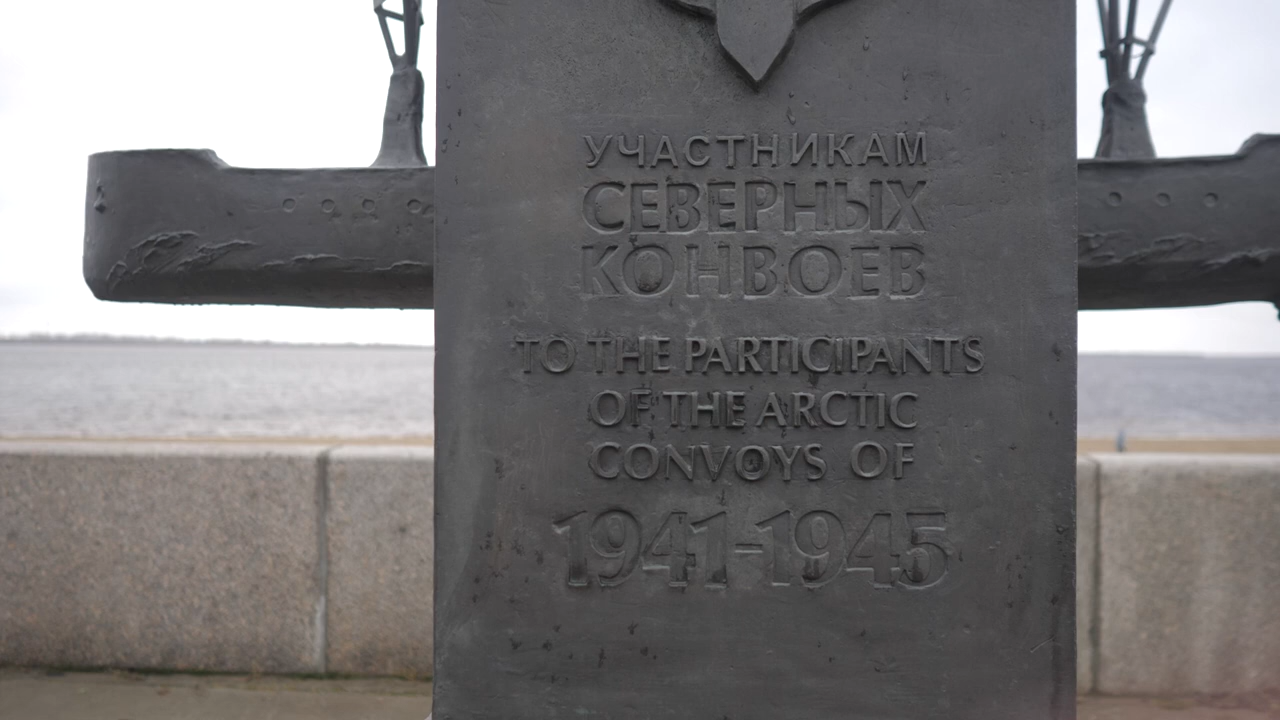 УЧАСТНИКАМ
СЕВЕРНЫХ
КОНВОЕВ
TO THE PARTICIPANTS
OF THE ARCTIC
CONVOYS OF
1941-1945